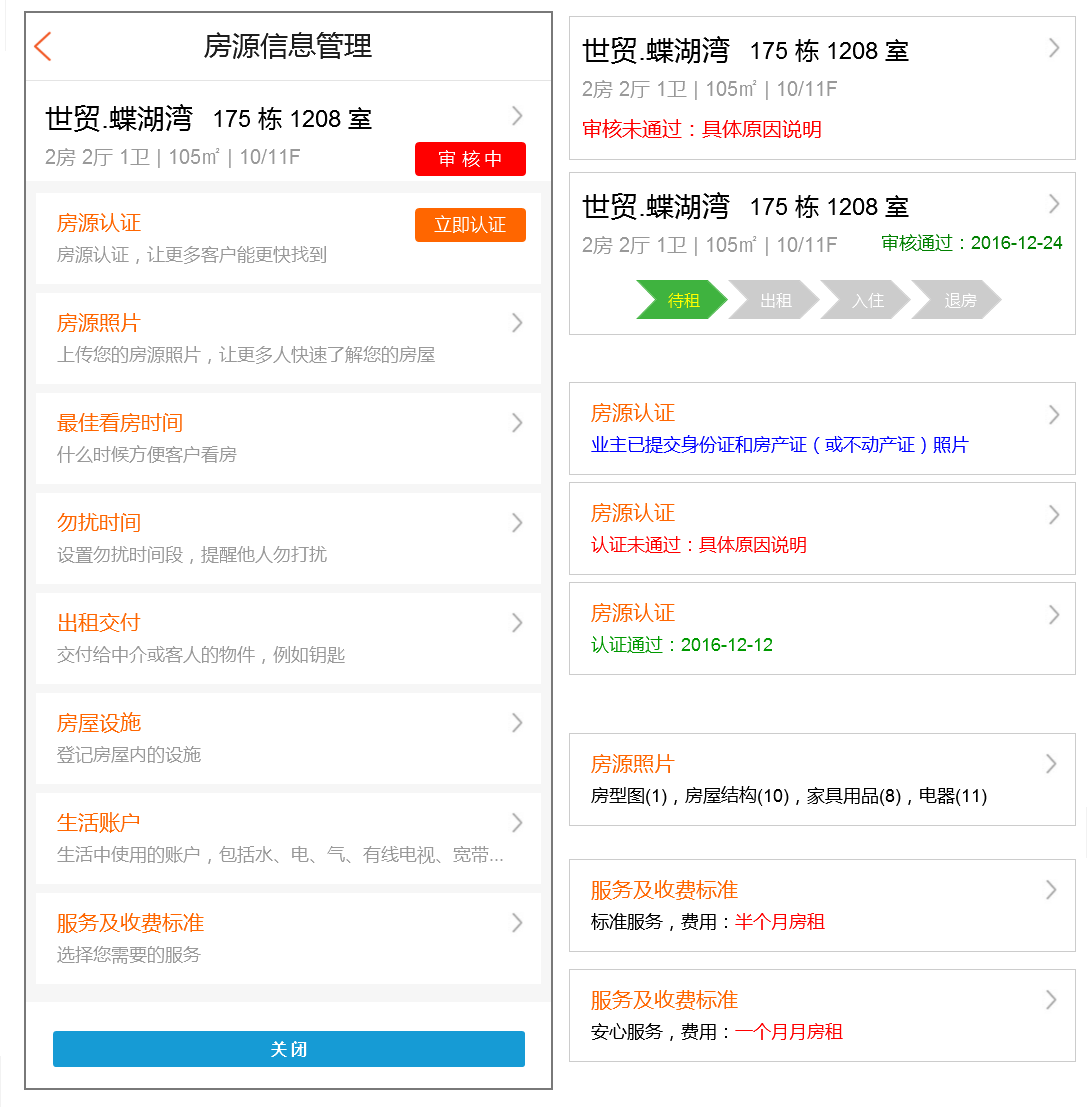 房源信息管理
世贸.蝶湖湾 175 栋 1208 室
2房 2厅 1卫 | 105㎡ | 10/11F
审 核 中
房源认证
立即认证
房源认证，让更多客户能更快找到
房源照片
上传您的房源照片，让更多人快速了解您的房屋
最佳看房时间
什么时候方便客户看房
勿扰时间
设置勿扰时间段，提醒他人勿打扰
出租交付
交付给中介或客人的物件，例如钥匙
房屋设施
登记房屋内的设施
生活账户
生活中使用的账户，包括水、电、气、有线电视、宽带...
服务及收费标准
选择您需要的服务
关闭
世贸.蝶湖湾 175 栋 1208 室
2房 2厅 1卫 | 105㎡ | 10/11F
审核未通过：具体原因说明
世贸.蝶湖湾 175 栋 1208 室
2房 2厅 1卫 | 105㎡ | 10/11F
审核通过：2016-12-24
待租 出租 入住 退房
房源认证
业主已提交身份证和房产证（或不动产证）照片
房源认证
认证未通过：具体原因说明
房源认证
认证通过：2016-12-12
房源照片
房型图(1)，房屋结构(10)，家具用品(8)，电器(11)
服务及收费标准
标准服务，费用：半个月房租
服务及收费标准
安心服务，费用：一个月月房租